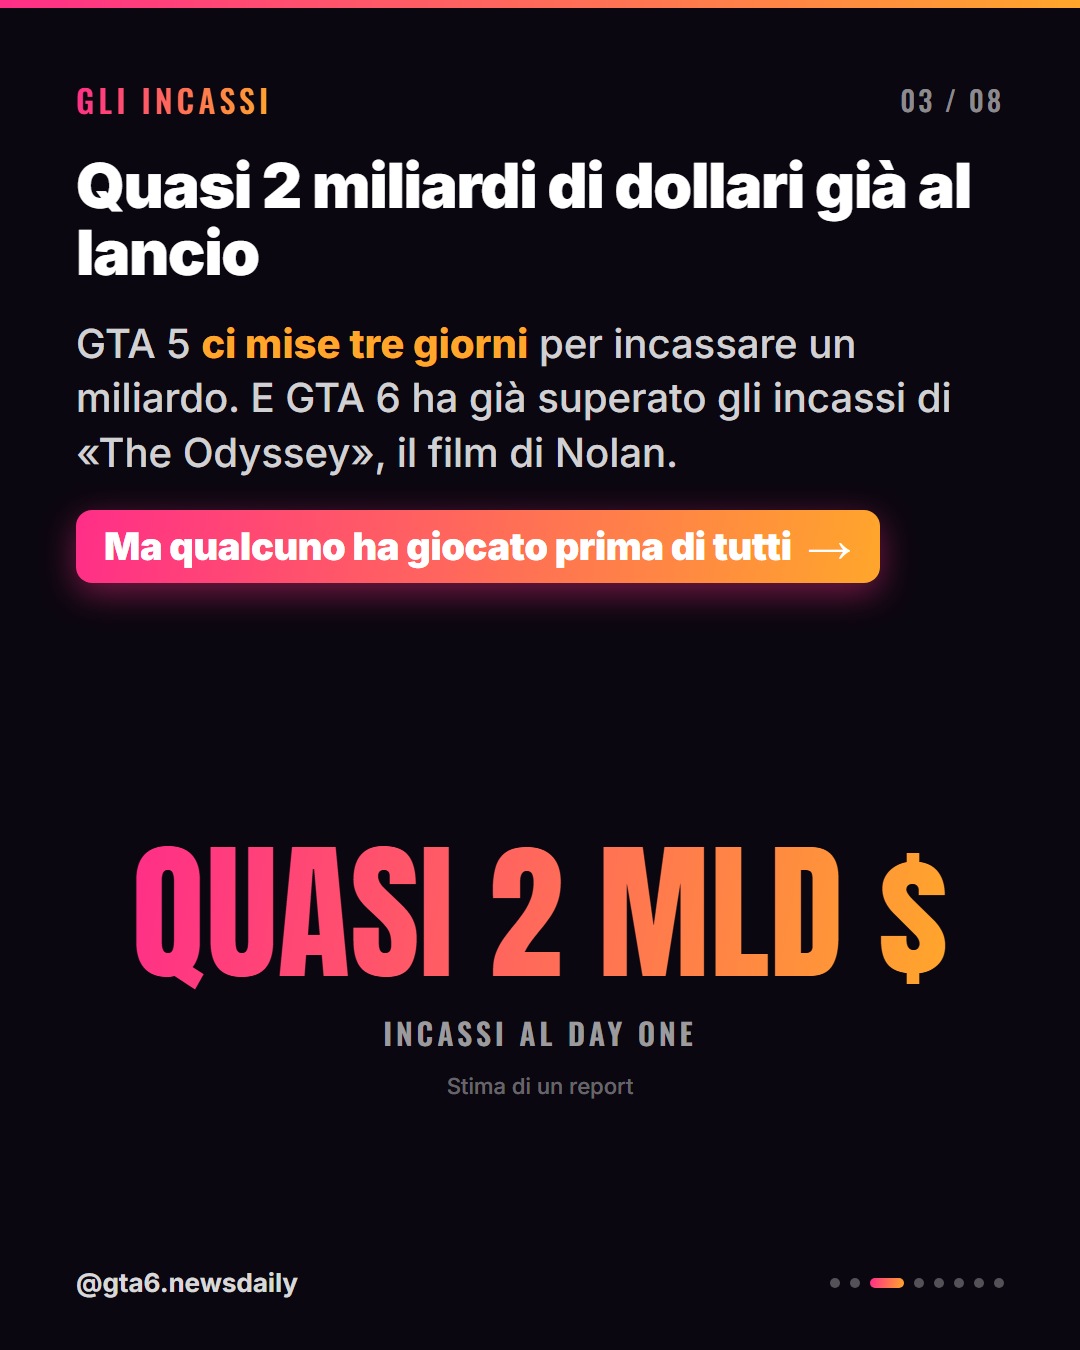 GLI INCASSI
03 / 08
Quasi 2 miliardi di dollari già al
lancio
GTA 5 ci mise tre giorni per incassare un
miliardo. E GTA 6 ha già superato gli incassi di
«The Odyssey», il film di Nolan.
Ma qualcuno ha giocato prima di tutti →
QUASI 2 MLD $
INCASSI AL DAY ONE
Stima di un report
@gta6.newsdaily